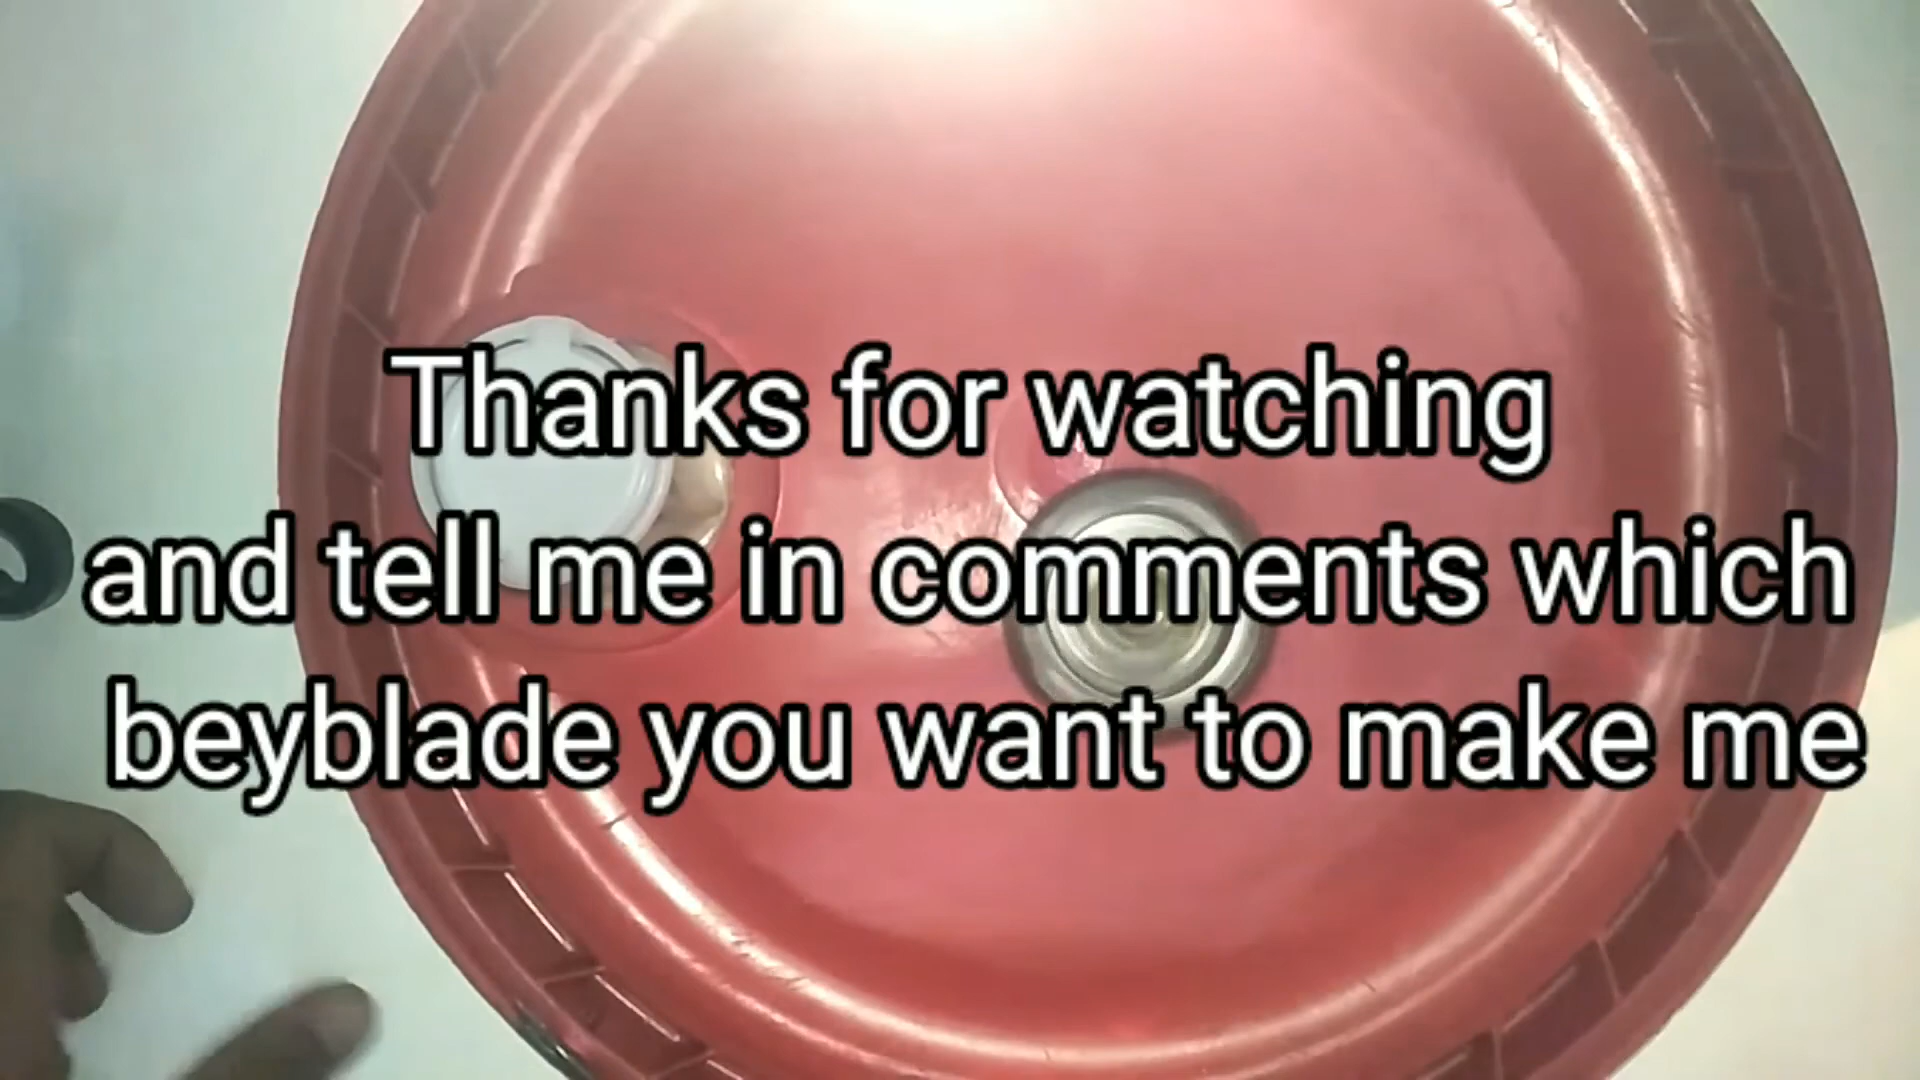 Thanks for watching
and tell me in comments which
beyblade you want to make me